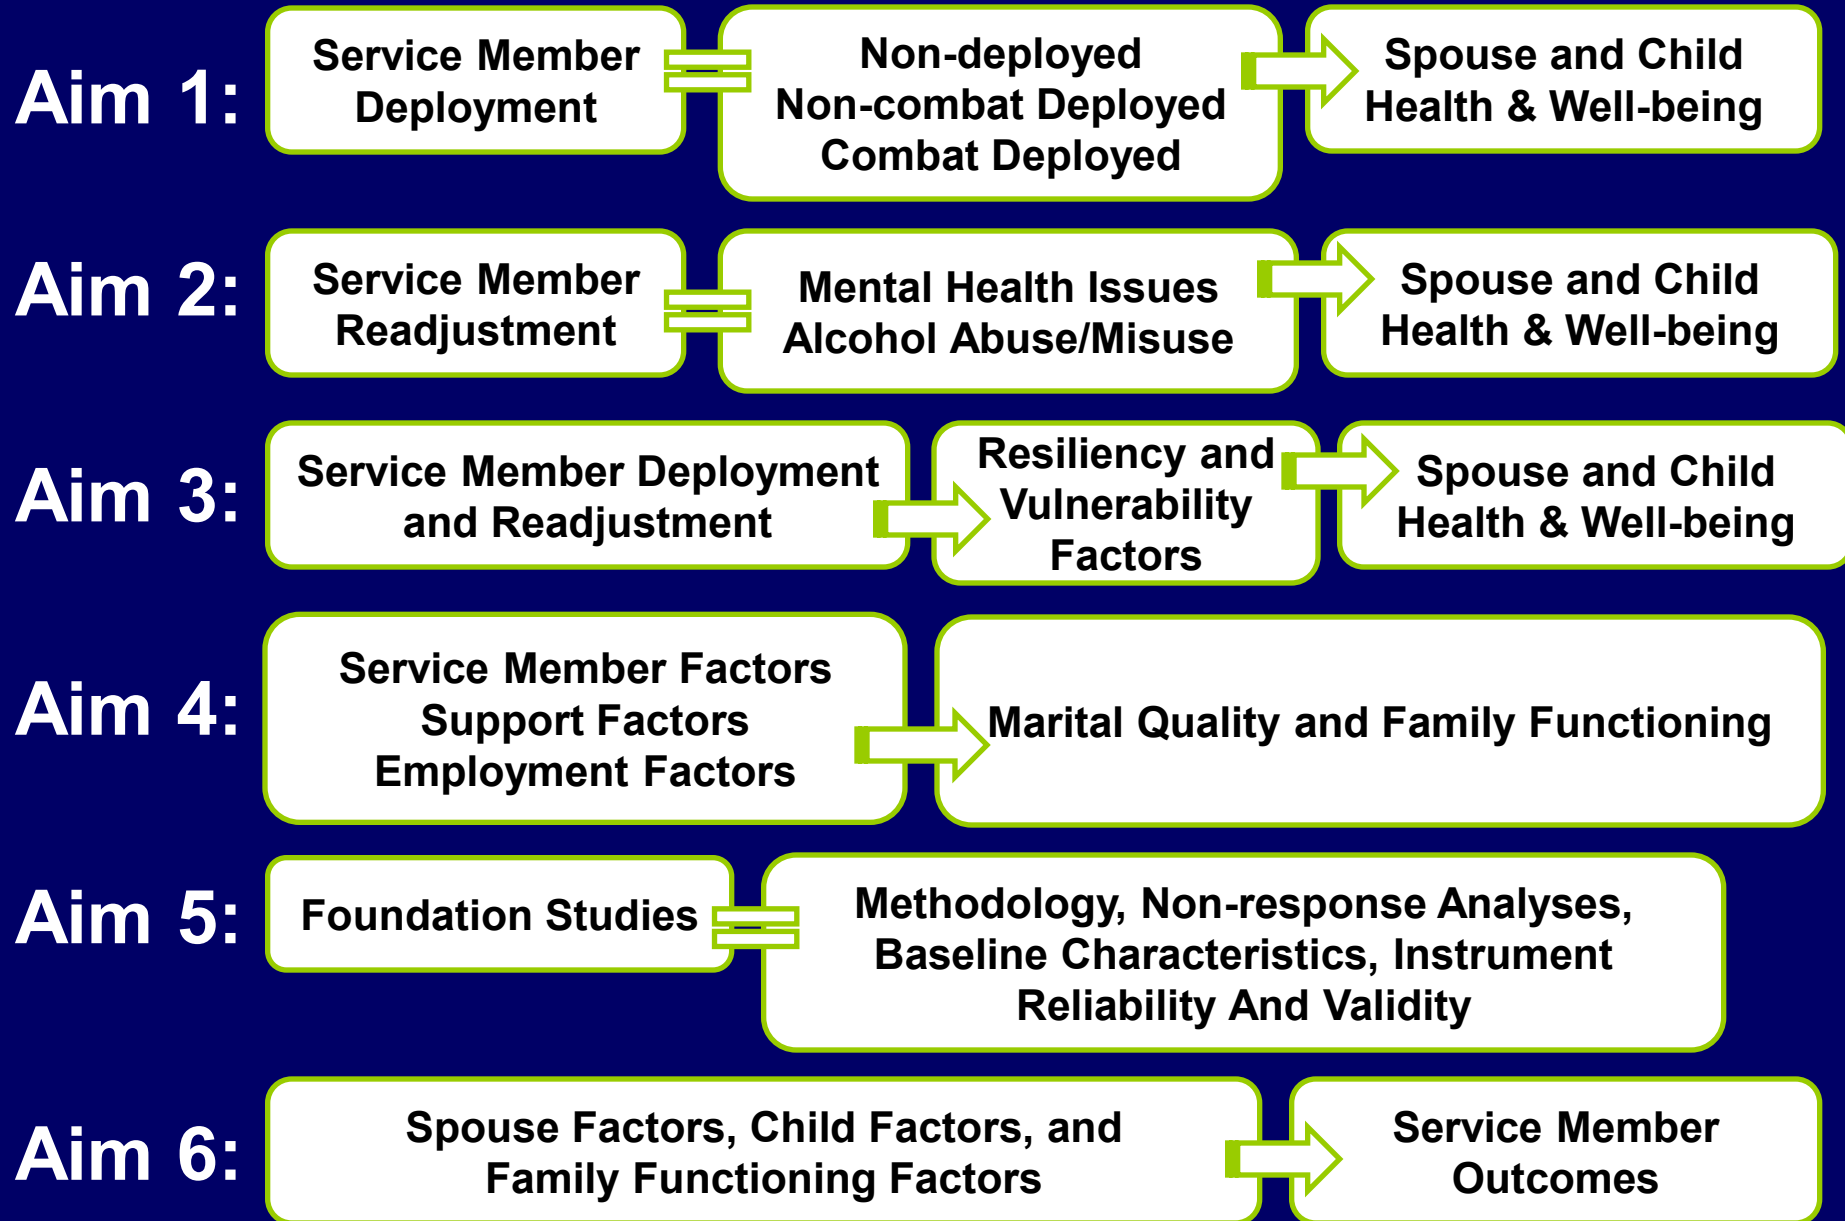 Aim 1:
Service Member
Deployment
Non-deployed
Non-combat Deployed
Combat Deployed
Spouse and Child
Health & Well-being
Aim 2:
Service Member
Readjustment
Mental Health Issues
Alcohol Abuse/Misuse
Spouse and Child
Health & Well-being
Aim 3:
Service Member Deployment
and Readjustment
Resiliency and
Vulnerability
Factors
Spouse and Child
Health & Well-being
Aim 4:
Service Member Factors
Support Factors
Employment Factors
Marital Quality and Family Functioning
Aim 5:
Foundation Studies
Methodology, Non-response Analyses,
Baseline Characteristics, Instrument
Reliability And Validity
Aim 6:
Spouse Factors, Child Factors, and
Family Functioning Factors
Service Member
Outcomes